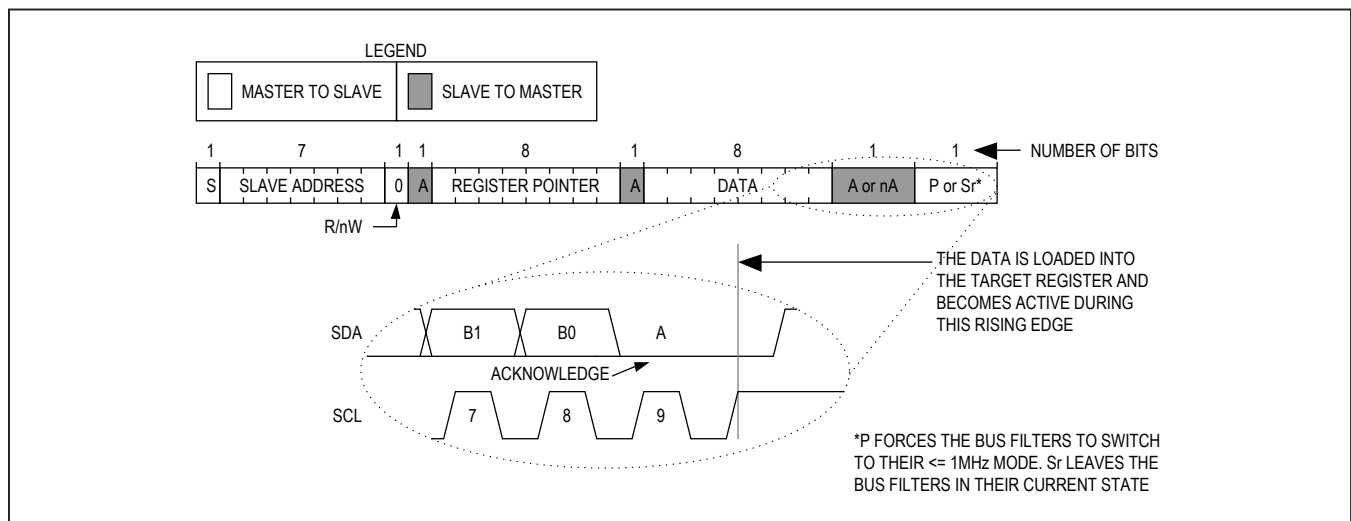 LEGEND
MASTER TO SLAVE SLAVE TO MASTER
1 7 1 1 8 1 8 1 1 NUMBER OF BITS
S SLAVE ADDRESS 0 A REGISTER POINTER A DATA A or nA P or Sr*
R/nW
THE DATA IS LOADED INTO
THE TARGET REGISTER AND
BECOMES ACTIVE DURING
THIS RISING EDGE
SDA B1 B0 A
ACKNOWLEDGE
SCL 7 8 9
*P FORCES THE BUS FILTERS TO SWITCH
TO THEIR <= 1MHz MODE. Sr LEAVES THE
BUS FILTERS IN THEIR CURRENT STATE